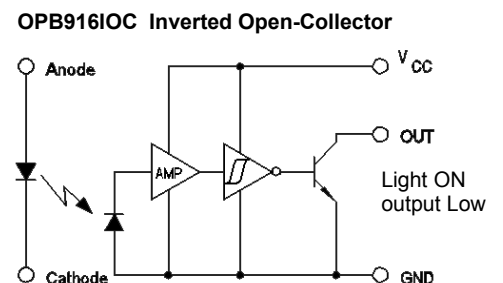 OPB916IOC Inverted Open-Collector
Anode
V CC
OUT
AMP
Light ON
output Low
Cathode
GND